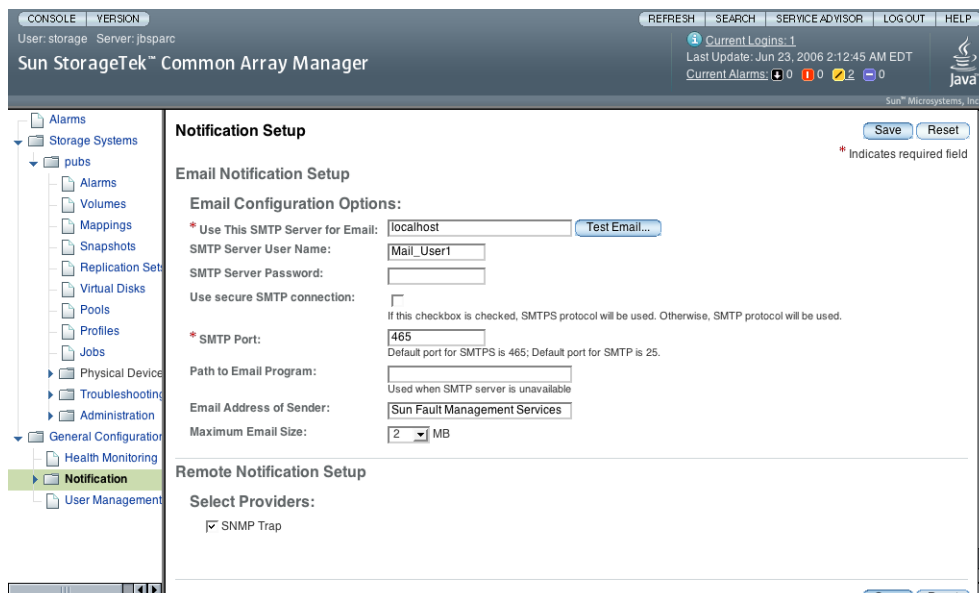 CONSOLE VERSION REFRESH SEARCH SERVICE ADVISOR LOG OUT HELP
User: storage Server: jbsparc
Current Logins: 1
Last Update: Jun 23, 2006 2:12:45 AM EDT
Sun StorageTek™ Common Array Manager
Current Alarms: 0 0 2 0
Java
Sun™ Microsystems, Inc
Alarms
Storage Systems
pubs
Alarms
Volumes
Mappings
Snapshots
Replication Sets
Virtual Disks
Pools
Profiles
Jobs
Physical Device
Troubleshooting
Administration
General Configuration
Health Monitoring
Notification
User Management
Notification Setup
Save Reset
* Indicates required field
Email Notification Setup
Email Configuration Options:
* Use This SMTP Server for Email: localhost Test Email...
SMTP Server User Name: Mail_User1
SMTP Server Password:
Use secure SMTP connection:
If this checkbox is checked, SMTPS protocol will be used. Otherwise, SMTP protocol will be used.
* SMTP Port: 465
Default port for SMTPS is 465; Default port for SMTP is 25.
Path to Email Program:
Used when SMTP server is unavailable
Email Address of Sender: Sun Fault Management Services
Maximum Email Size: 2 MB
Remote Notification Setup
Select Providers:
SNMP Trap